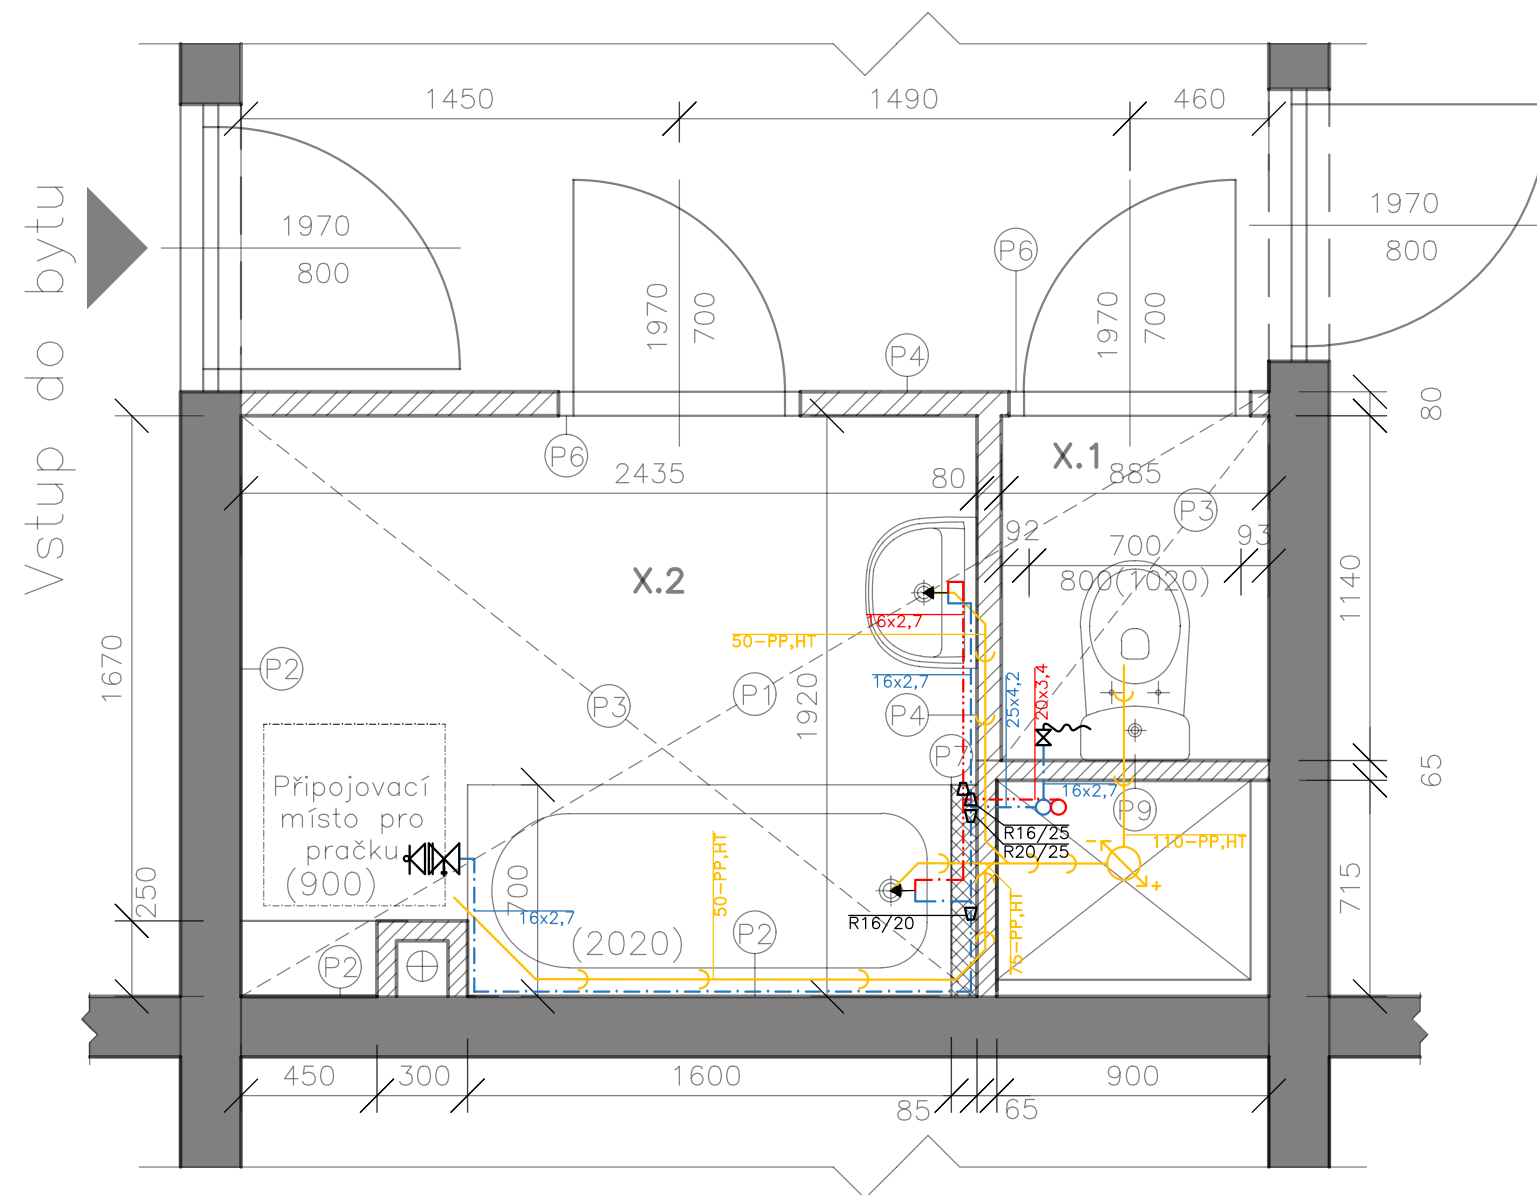 1450
1490
460
Vstup do bytu
1970
800
1970
700
P6
1970
700
1970
800
P4
80
P6
X.1
2435
80
885
P3
92
93
700
800(1020)
X.2
16x2,7
50-PP,HT
1140
P2
1670
P3
P1
16x2,7
1920
P4
25x4,2
20x3,4
P7
65
Připojovací
místo pro
pračku
(900)
16x2,7
P9
R16/25
R20/25
110-PP,HT
250
700
50-PP,HT
16x2,7
R16/20
75-PP,HT
715
(2020)
P2
P2
450
300
1600
85
65
900
- +